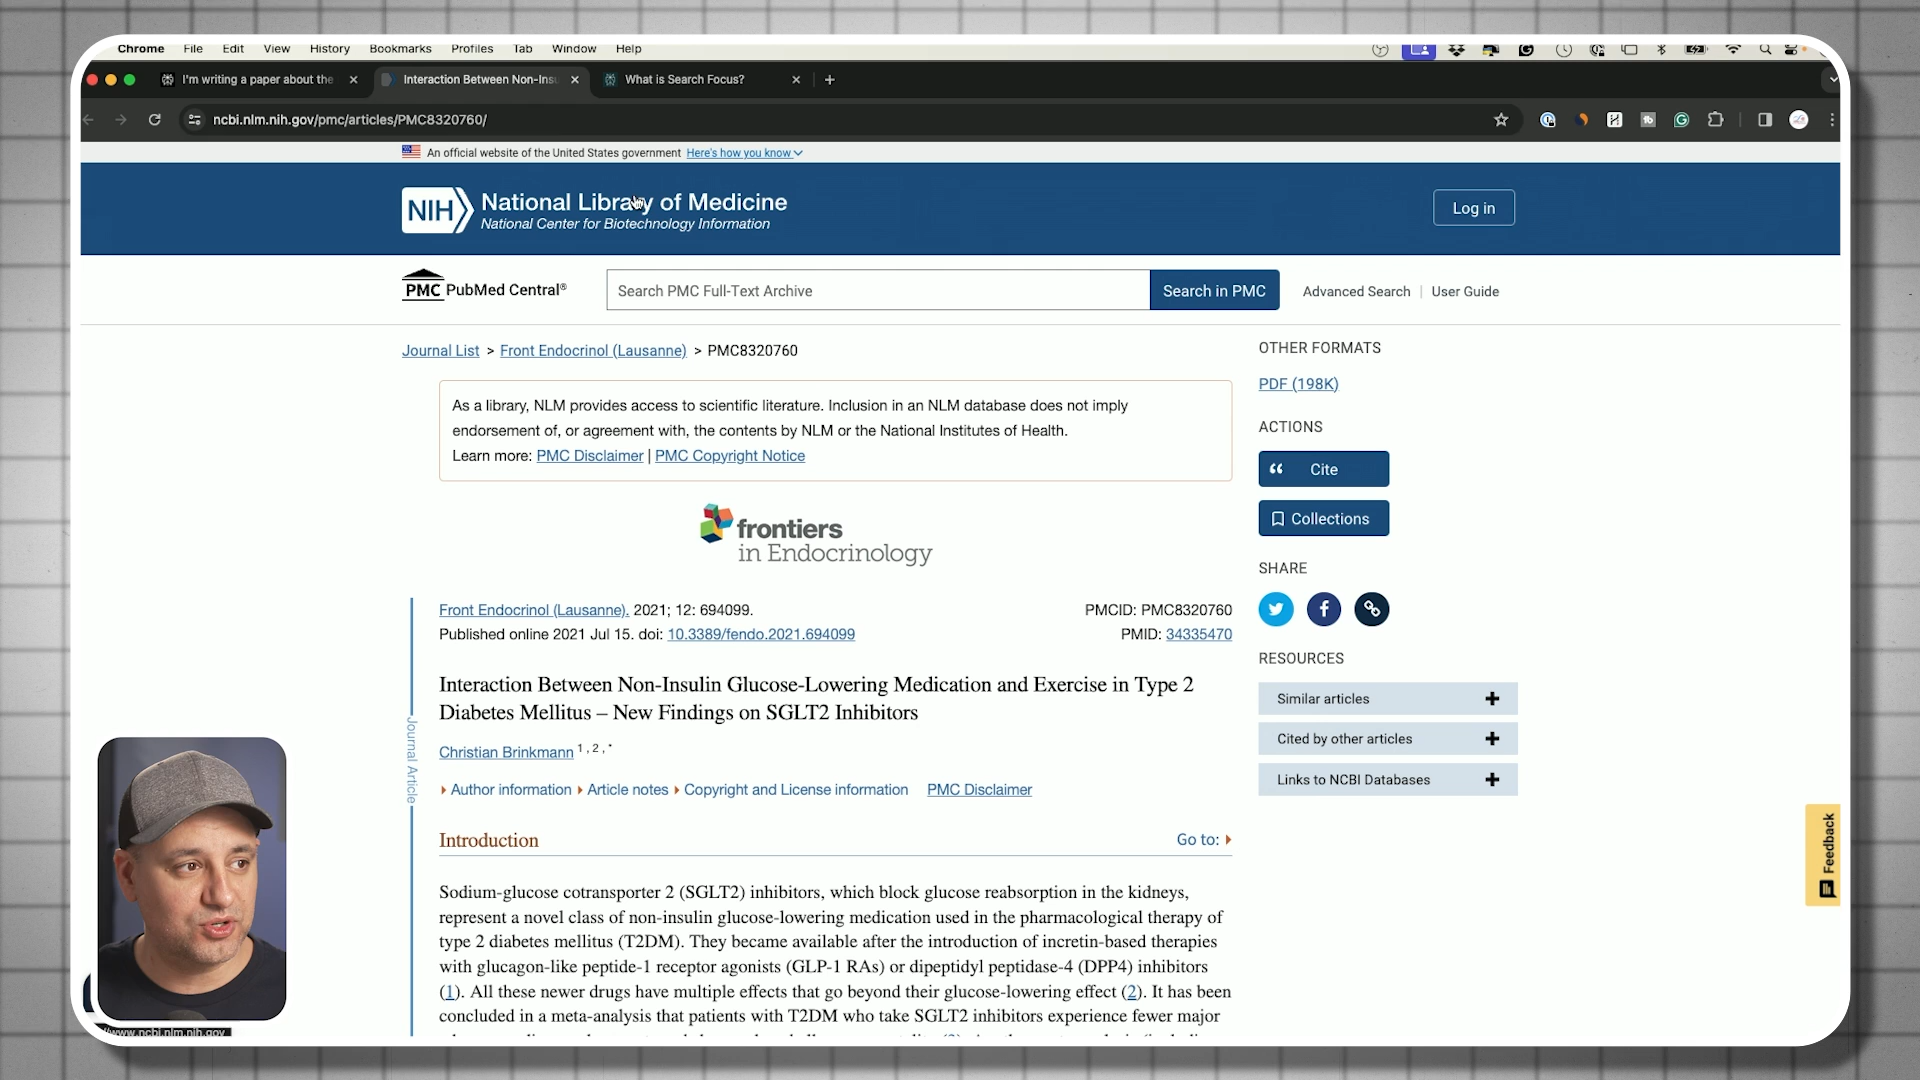 Chrome File Edit View History Bookmarks Profiles Tab Window Help
I'm writing a paper about the
Interaction Between Non-Ins
What is Search Focus?
ncbi.nlm.nih.gov/pmc/articles/PMC8320760/
An official website of the United States government Here's how you know
NIH National Library of Medicine
National Center for Biotechnology Information
Log in
PMC PubMed Central®
Search PMC Full-Text Archive
Search in PMC
Advanced Search | User Guide
Journal List > Front Endocrinol (Lausanne) > PMC8320760
OTHER FORMATS
PDF (198K)
As a library, NLM provides access to scientific literature. Inclusion in an NLM database does not imply
endorsement of, or agreement with, the contents by NLM or the National Institutes of Health.
Learn more: PMC Disclaimer | PMC Copyright Notice
ACTIONS
Cite
Collections
frontiers
in Endocrinology
SHARE
Front Endocrinol (Lausanne). 2021; 12: 694099.
PMCID: PMC8320760
Published online 2021 Jul 15. doi: 10.3389/fendo.2021.694099
PMID: 34335470
RESOURCES
Similar articles
Cited by other articles
Links to NCBI Databases
Journal Article
Interaction Between Non-Insulin Glucose-Lowering Medication and Exercise in Type 2
Diabetes Mellitus – New Findings on SGLT2 Inhibitors
Christian Brinkmann 1, 2, *
Author information Article notes Copyright and License information PMC Disclaimer
Introduction
Go to:
Sodium-glucose cotransporter 2 (SGLT2) inhibitors, which block glucose reabsorption in the kidneys,
represent a novel class of non-insulin glucose-lowering medication used in the pharmacological therapy of
type 2 diabetes mellitus (T2DM). They became available after the introduction of incretin-based therapies
with glucagon-like peptide-1 receptor agonists (GLP-1 RAs) or dipeptidyl peptidase-4 (DPP4) inhibitors
(1). All these newer drugs have multiple effects that go beyond their glucose-lowering effect (2). It has been
concluded in a meta-analysis that patients with T2DM who take SGLT2 inhibitors experience fewer major
Feedback
www.ncbi.nlm.nih.gov